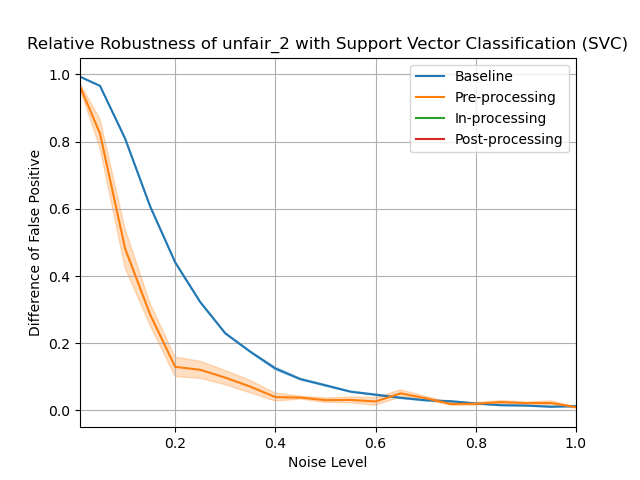 Relative Robustness of unfair_2 with Support Vector Classification (SVC)
Difference of False Positive
1.0
0.8
0.6
0.4
0.2
0.0
Baseline
Pre-processing
In-processing
Post-processing
0.2
0.4
0.6
0.8
1.0
Noise Level